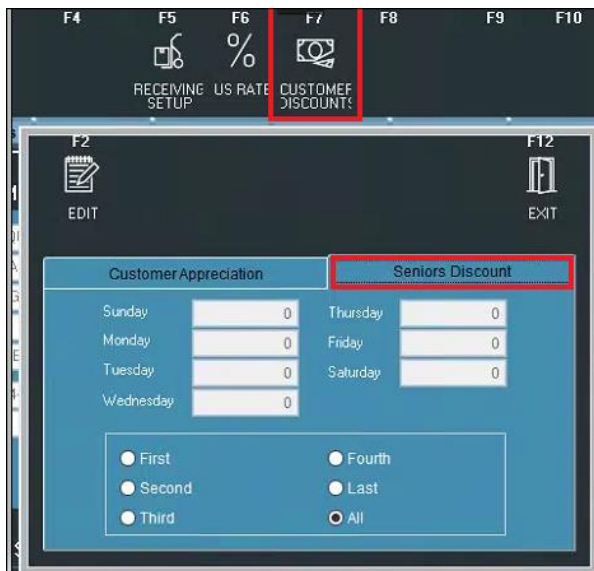 F4 F5 F6 F7 F8 F9 F10
RECEIVING SETUP
US RATE
CUSTOMER DISCOUNTS
F2 F12
EDIT EXIT
Customer Appreciation Seniors Discount
Sunday 0 Thursday 0
Monday 0 Friday 0
Tuesday 0 Saturday 0
Wednesday 0
First Fourth
Second Last
Third All